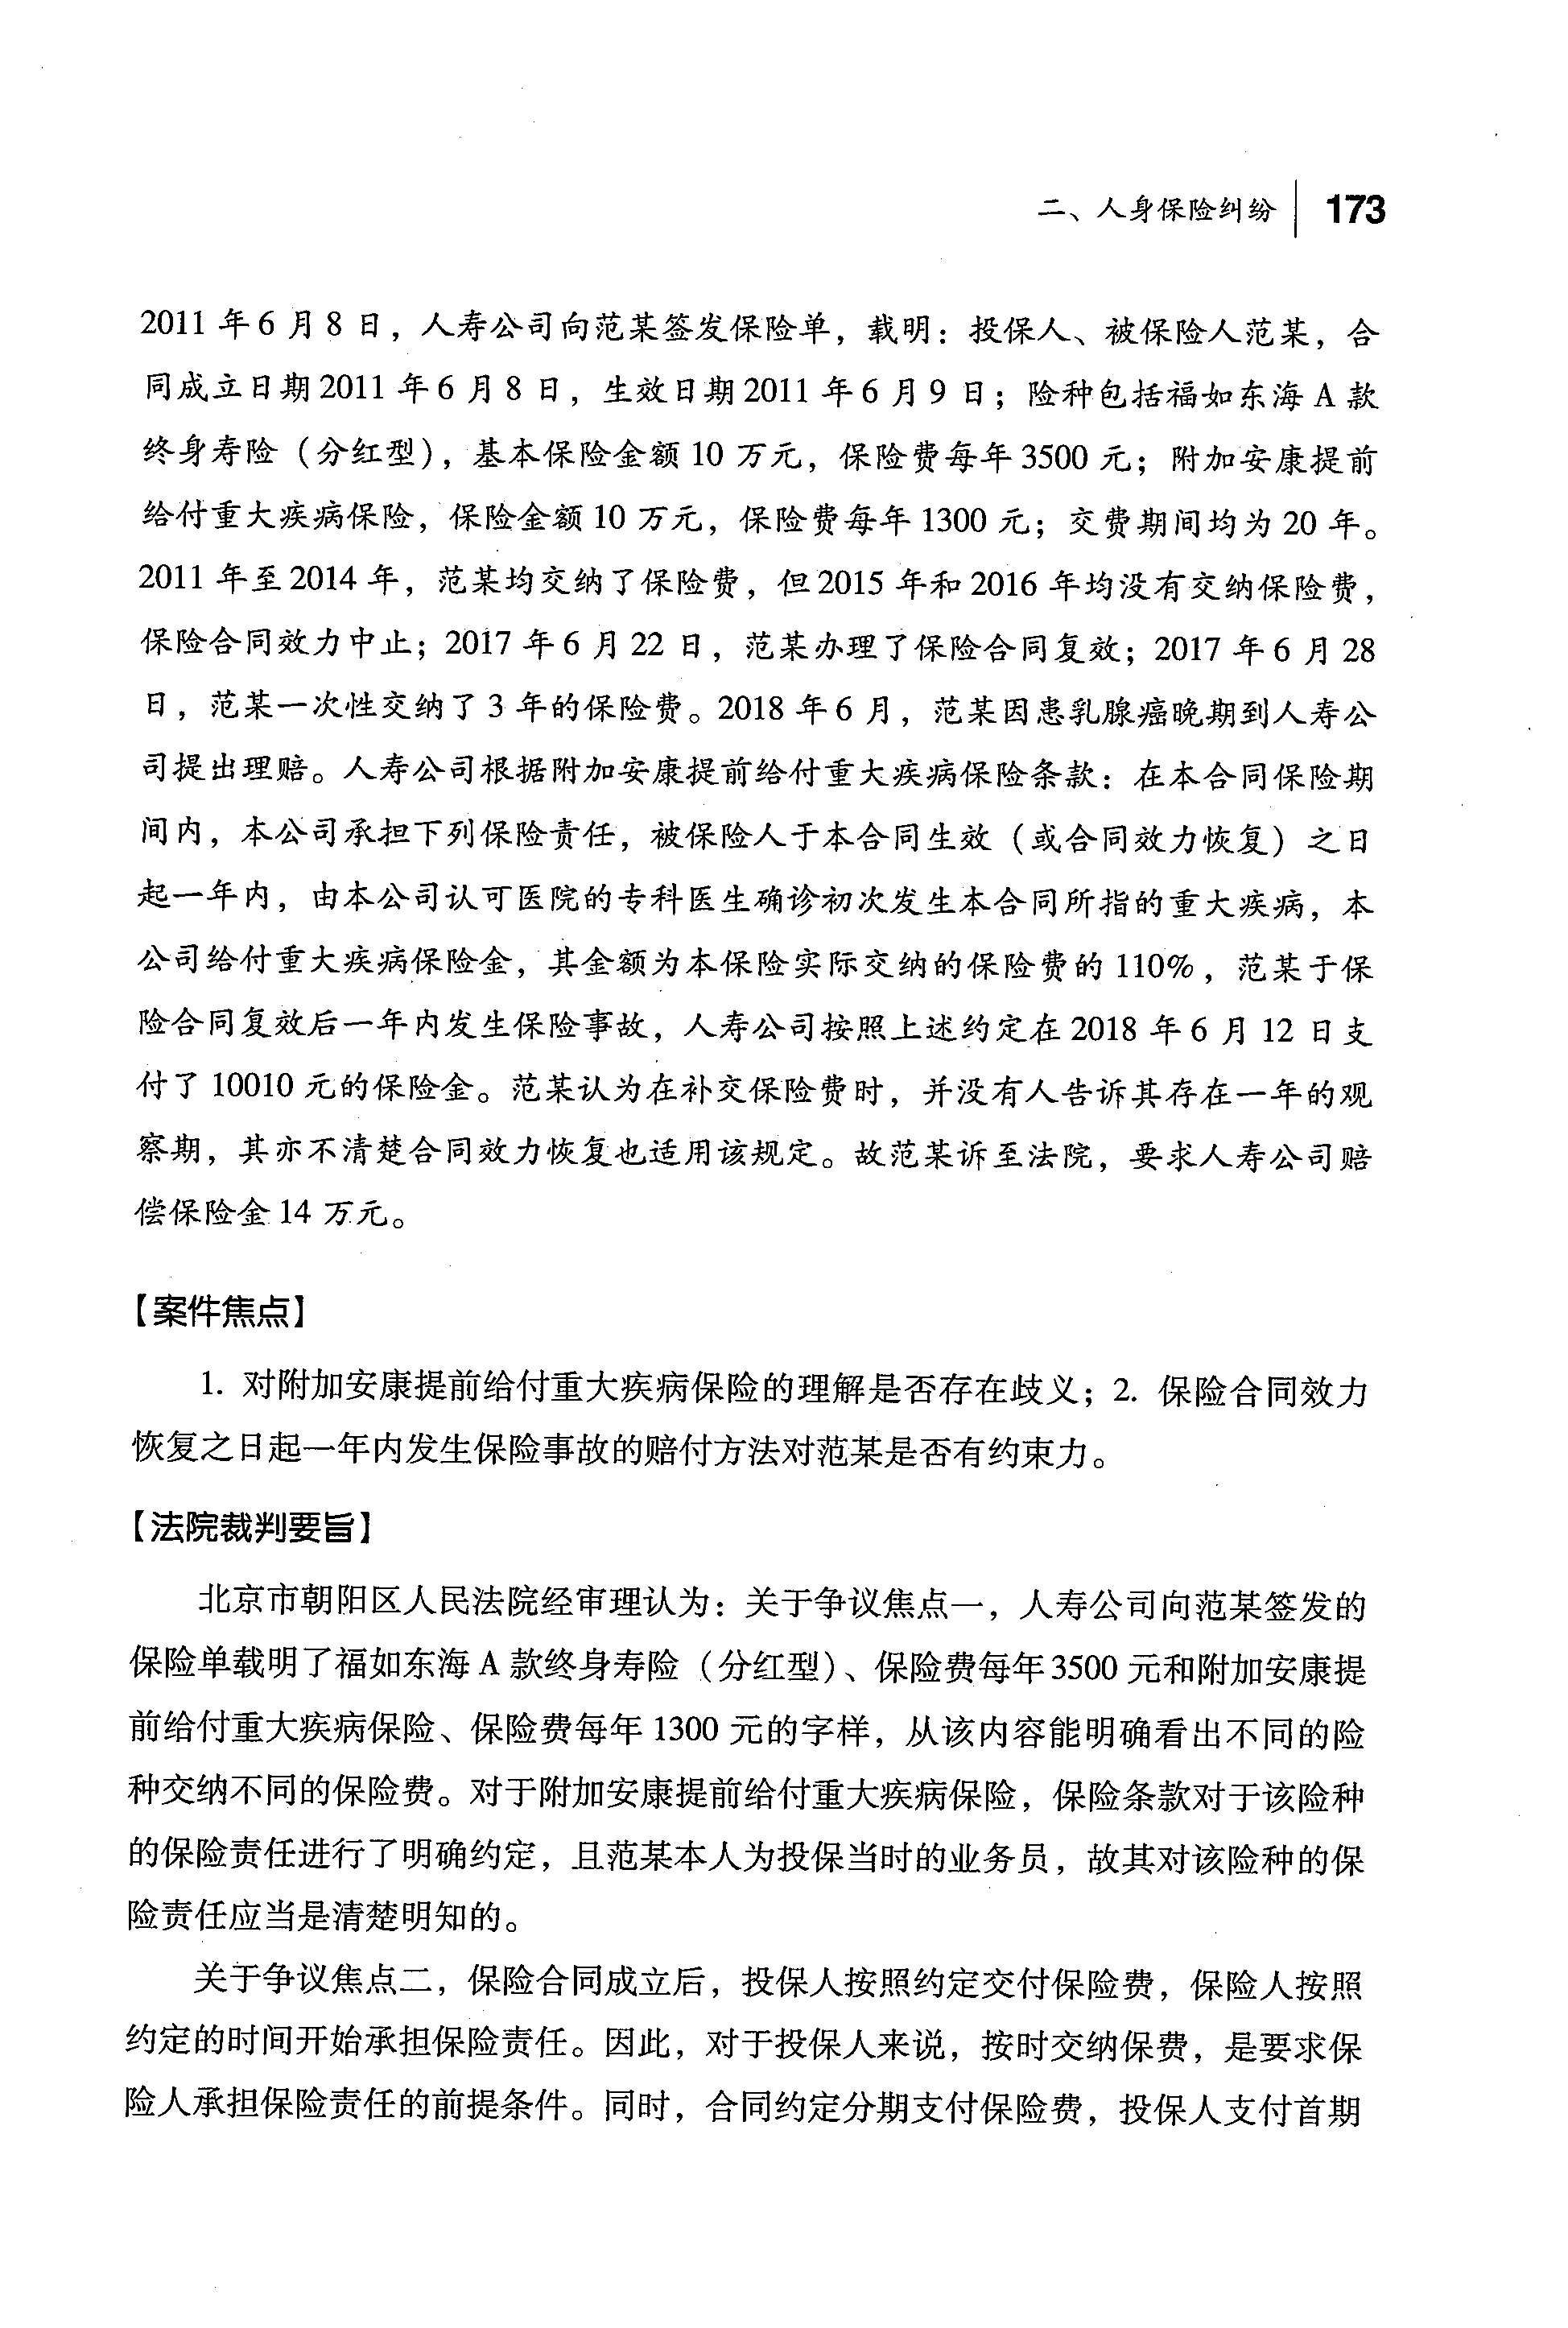 二、人身保险纠纷 173
2011 年 6 月 8 日，人寿公司向范某签发保险单，载明：投保人、被保险人范某，合
同成立日期 2011 年 6 月 8 日，生效日期 2011 年 6 月 9 日；险种包括福如东海 A 款
终身寿险（分红型），基本保险金额 10 万元，保险费每年 3500 元；附加安康提前
给付重大疾病保险，保险金额 10 万元，保险费每年 1300 元；交费期间均为 20 年。
2011 年至 2014 年，范某均交纳了保险费，但 2015 年和 2016 年均没有交纳保险费，
保险合同效力中止；2017 年 6 月 22 日，范某办理了保险合同复效；2017 年 6 月 28
日，范某一次性交纳了 3 年的保险费。2018 年 6 月，范某因患乳腺癌晚期到人寿公
司提出理赔。人寿公司根据附加安康提前给付重大疾病保险条款：在本合同保险期
间内，本公司承担下列保险责任，被保险人于本合同生效（或合同效力恢复）之日
起一年内，由本公司认可医院的专科医生确诊初次发生本合同所指的重大疾病，本
公司给付重大疾病保险金，其金额为本保险实际交纳的保险费的 110%，范某于保
险合同复效后一年内发生保险事故，人寿公司按照上述约定在 2018 年 6 月 12 日支
付了 10010 元的保险金。范某认为在补交保险费时，并没有人告诉其存在一年的观
察期，其亦不清楚合同效力恢复也适用该规定。故范某诉至法院，要求人寿公司赔
偿保险金 14 万元。
【案件焦点】
1. 对附加安康提前给付重大疾病保险的理解是否存在歧义；2. 保险合同效力
恢复之日起一年内发生保险事故的赔付方法对范某是否有约束力。
【法院裁判要旨】
北京市朝阳区人民法院经审理认为：关于争议焦点一，人寿公司向范某签发的
保险单载明了福如东海 A 款终身寿险（分红型）、保险费每年 3500 元和附加安康提
前给付重大疾病保险、保险费每年 1300 元的字样，从该内容能明确看出不同的险
种交纳不同的保险费。对于附加安康提前给付重大疾病保险，保险条款对于该险种
的保险责任进行了明确约定，且范某本人为投保当时的业务员，故其对该险种的保
险责任应当是清楚明知的。
关于争议焦点二，保险合同成立后，投保人按照约定交付保险费，保险人按照
约定的时间开始承担保险责任。因此，对于投保人来说，按时交纳保费，是要求保
险人承担保险责任的前提条件。同时，合同约定分期支付保险费，投保人支付首期